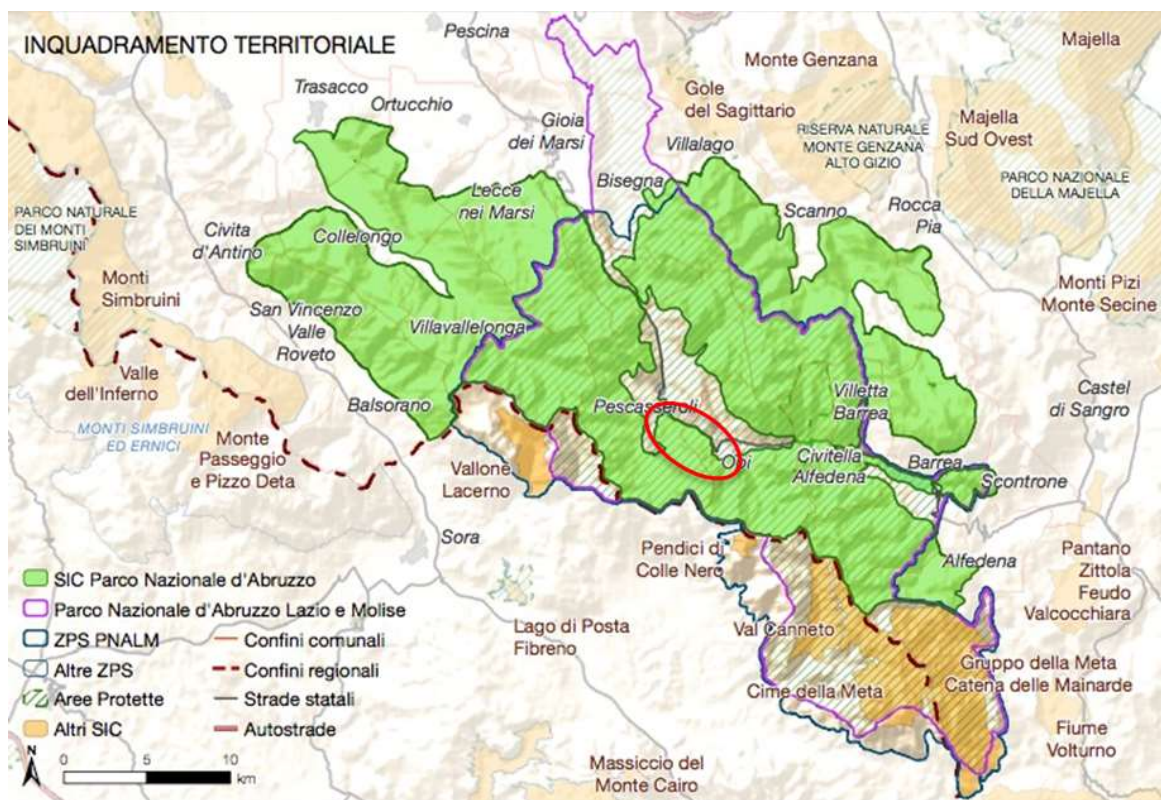 INQUADRAMENTO TERRITORIALE
Pescina
Majella
Monte Genzana
Trasacco
Ortucchio
Gole
del Sagittario
Gioia
dei Marsi
Majella
Sud Ovest
RISERVA NATURALE
MONTE GENZANA
ALTO GIZIO
Villalago
PARCO NAZIONALE
DELLA MAJELLA
Bisegna
Lecce
nei Marsi
Scanno
Rocca
Pia
PARCO NATURALE
DEI MONTI
SIMBRUINI
Civita
d'Antino
Collelongo
Monti
Simbruini
Monti Pizi
Monte Secine
San Vincenzo
Valle
Roveto
Villavallelonga
Valle
dell'Inferno
Villetta
Barrea
Castel
di Sangro
Balsorano
Pescasseroli
MONTI SIMBRUINI
ED ERNICI
Monte
Passeggio
e Pizzo Deta
Opi
Civitella
Alfedena
Barrea
Vallone
Lacerno
Scontrone
Sora
Pendici di
Colle Nero
Alfedena
Pantano
Zittola
Feudo
Valcocchiara
Lago di Posta
Fibreno
Val Canneto
Gruppo della Meta
Catena delle Mainarde
Cime della Meta
Fiume
Volturno
Massiccio del
Monte Cairo
SIC Parco Nazionale d'Abruzzo
Parco Nazionale d'Abruzzo Lazio e Molise
ZPS PNALM
Confini comunali
Altre ZPS
Confini regionali
Aree Protette
Strade statali
Altri SIC
Autostrade
N
0 5 10
km